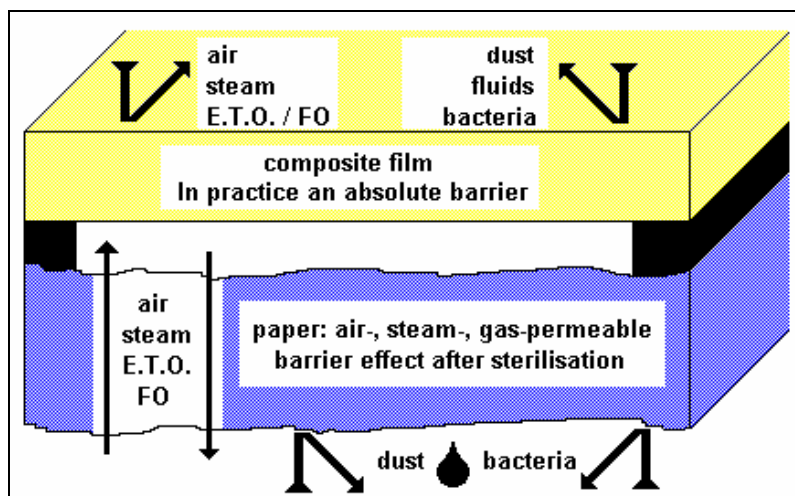 air
steam
E.T.O. / FO
dust
fluids
bacteria
composite film
In practice an absolute barrier
air
steam
E.T.O.
FO
paper: air-, steam-, gas-permeable
barrier effect after sterilisation
dust bacteria